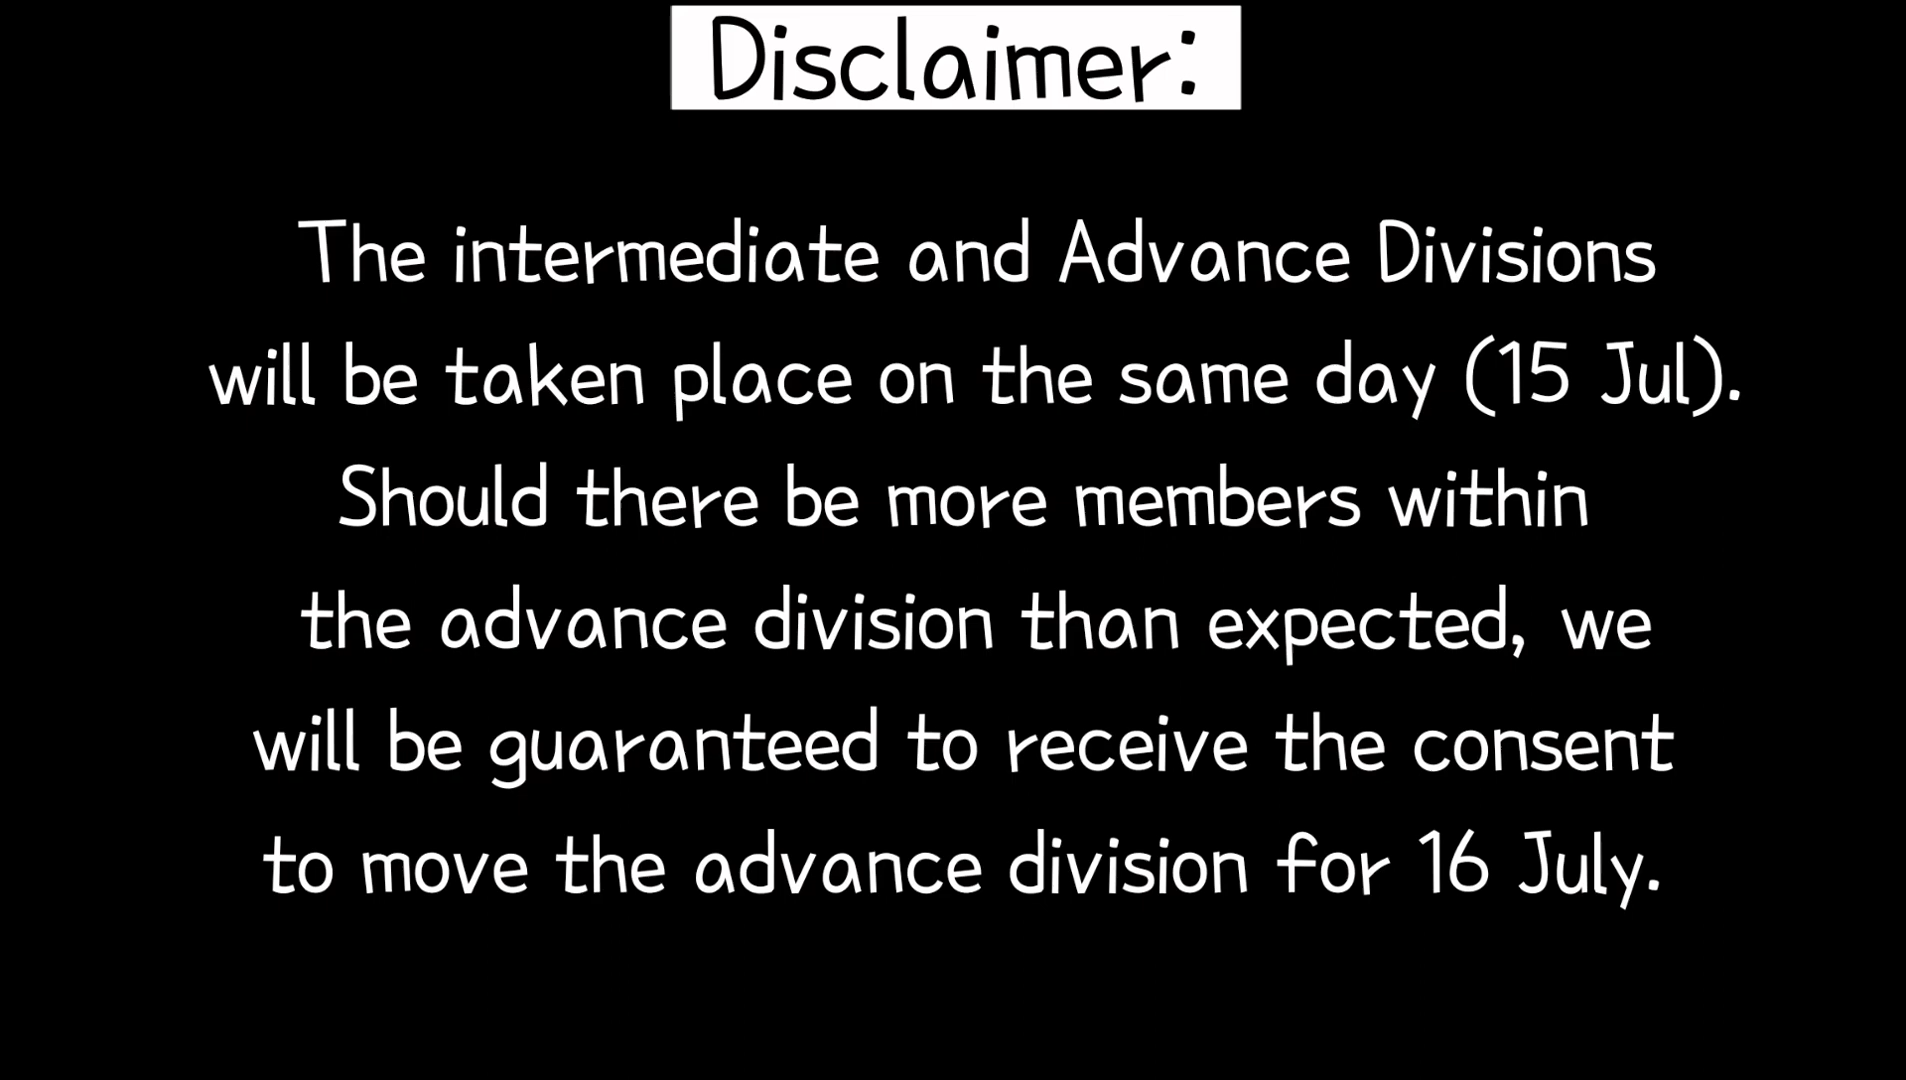 Disclaimer:
The intermediate and Advance Divisions
will be taken place on the same day (15 Jul).
Should there be more members within
the advance division than expected, we
will be guaranteed to receive the consent
to move the advance division for 16 July.